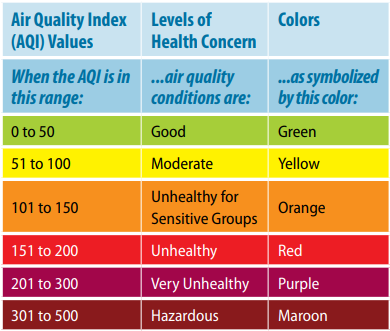 Air Quality Index
(AQI) Values
Levels of
Health Concern
Colors
When the AQI is in
this range:
...air quality
conditions are:
...as symbolized
by this color:
0 to 50
Good
Green
51 to 100
Moderate
Yellow
101 to 150
Unhealthy for
Sensitive Groups
Orange
151 to 200
Unhealthy
Red
201 to 300
Very Unhealthy
Purple
301 to 500
Hazardous
Maroon